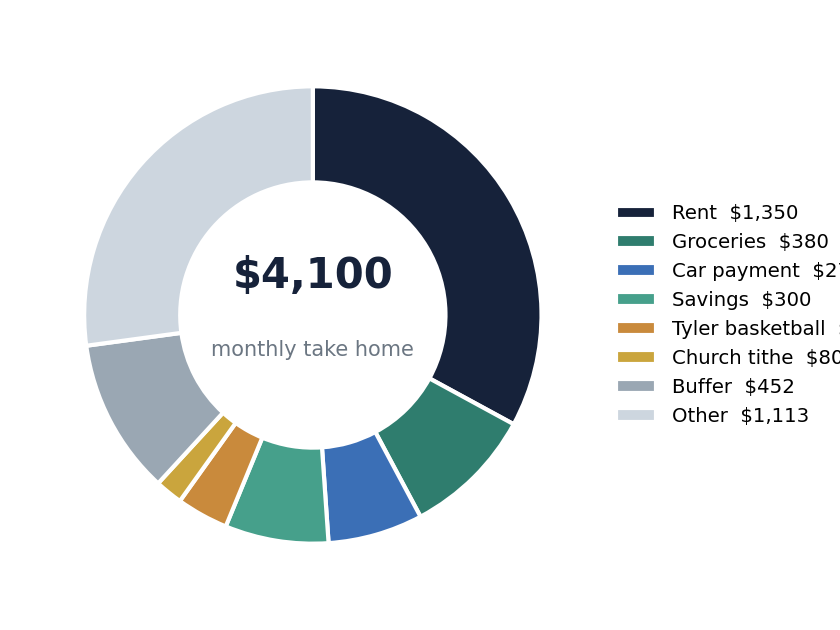 $4,100
monthly take home
Rent $1,350
Groceries $380
Car payment
Savings $300
Tyler basketball
Church tithe $80
Buffer $452
Other $1,113